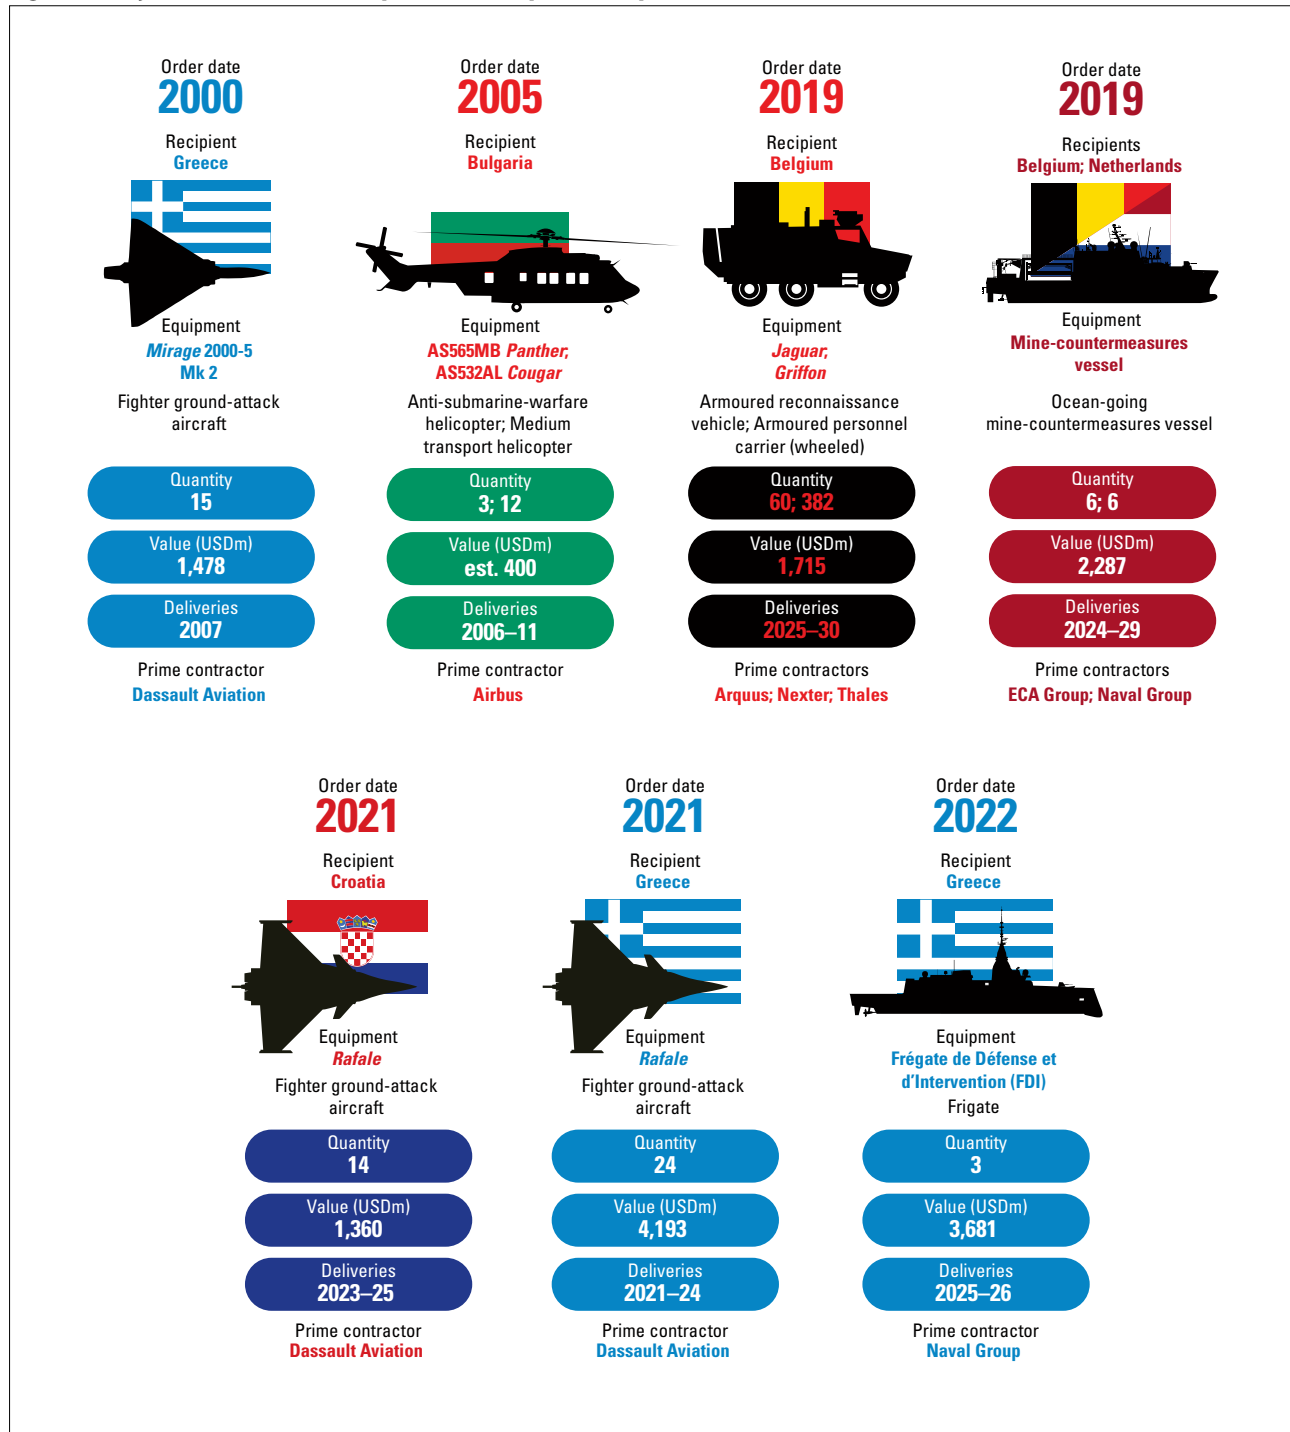 Order date
2000
Recipient
Greece
Equipment
Mirage 2000-5
Mk 2
Fighter ground-attack
aircraft
Quantity
15
Value (USDm)
1,478
Deliveries
2007
Prime contractor
Dassault Aviation
Order date
2005
Recipient
Bulgaria
Equipment
AS565MB Panther;
AS532AL Cougar
Anti-submarine-warfare
helicopter; Medium
transport helicopter
Quantity
3; 12
Value (USDm)
est. 400
Deliveries
2006–11
Prime contractor
Airbus
Order date
2019
Recipient
Belgium
Equipment
Jaguar;
Griffon
Armoured reconnaissance
vehicle; Armoured personnel
carrier (wheeled)
Quantity
60; 382
Value (USDm)
1,715
Deliveries
2025–30
Prime contractors
Arquus; Nexter; Thales
Order date
2019
Recipients
Belgium; Netherlands
Equipment
Mine-countermeasures
vessel
Ocean-going
mine-countermeasures vessel
Quantity
6; 6
Value (USDm)
2,287
Deliveries
2024–29
Prime contractors
ECA Group; Naval Group
Order date
2021
Recipient
Croatia
Equipment
Rafale
Fighter ground-attack
aircraft
Quantity
14
Value (USDm)
1,360
Deliveries
2023–25
Prime contractor
Dassault Aviation
Order date
2021
Recipient
Greece
Equipment
Rafale
Fighter ground-attack
aircraft
Quantity
24
Value (USDm)
4,193
Deliveries
2021–24
Prime contractor
Dassault Aviation
Order date
2022
Recipient
Greece
Equipment
Frégate de Défense et
d’Intervention (FDI)
Frigate
Quantity
3
Value (USDm)
3,681
Deliveries
2025–26
Prime contractor
Naval Group